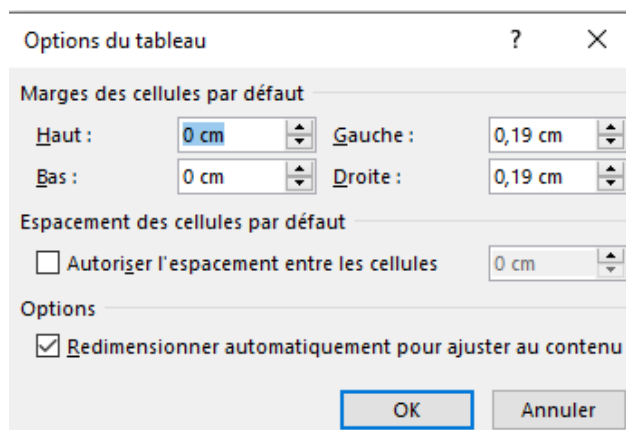 Options du tableau ? ×
Marges des cellules par défaut
Haut : 0 cm Gauche : 0,19 cm
Bas : 0 cm Droite : 0,19 cm
Espacement des cellules par défaut
Autoriser l'espacement entre les cellules 0 cm
Options
Redimensionner automatiquement pour ajuster au contenu
OK Annuler